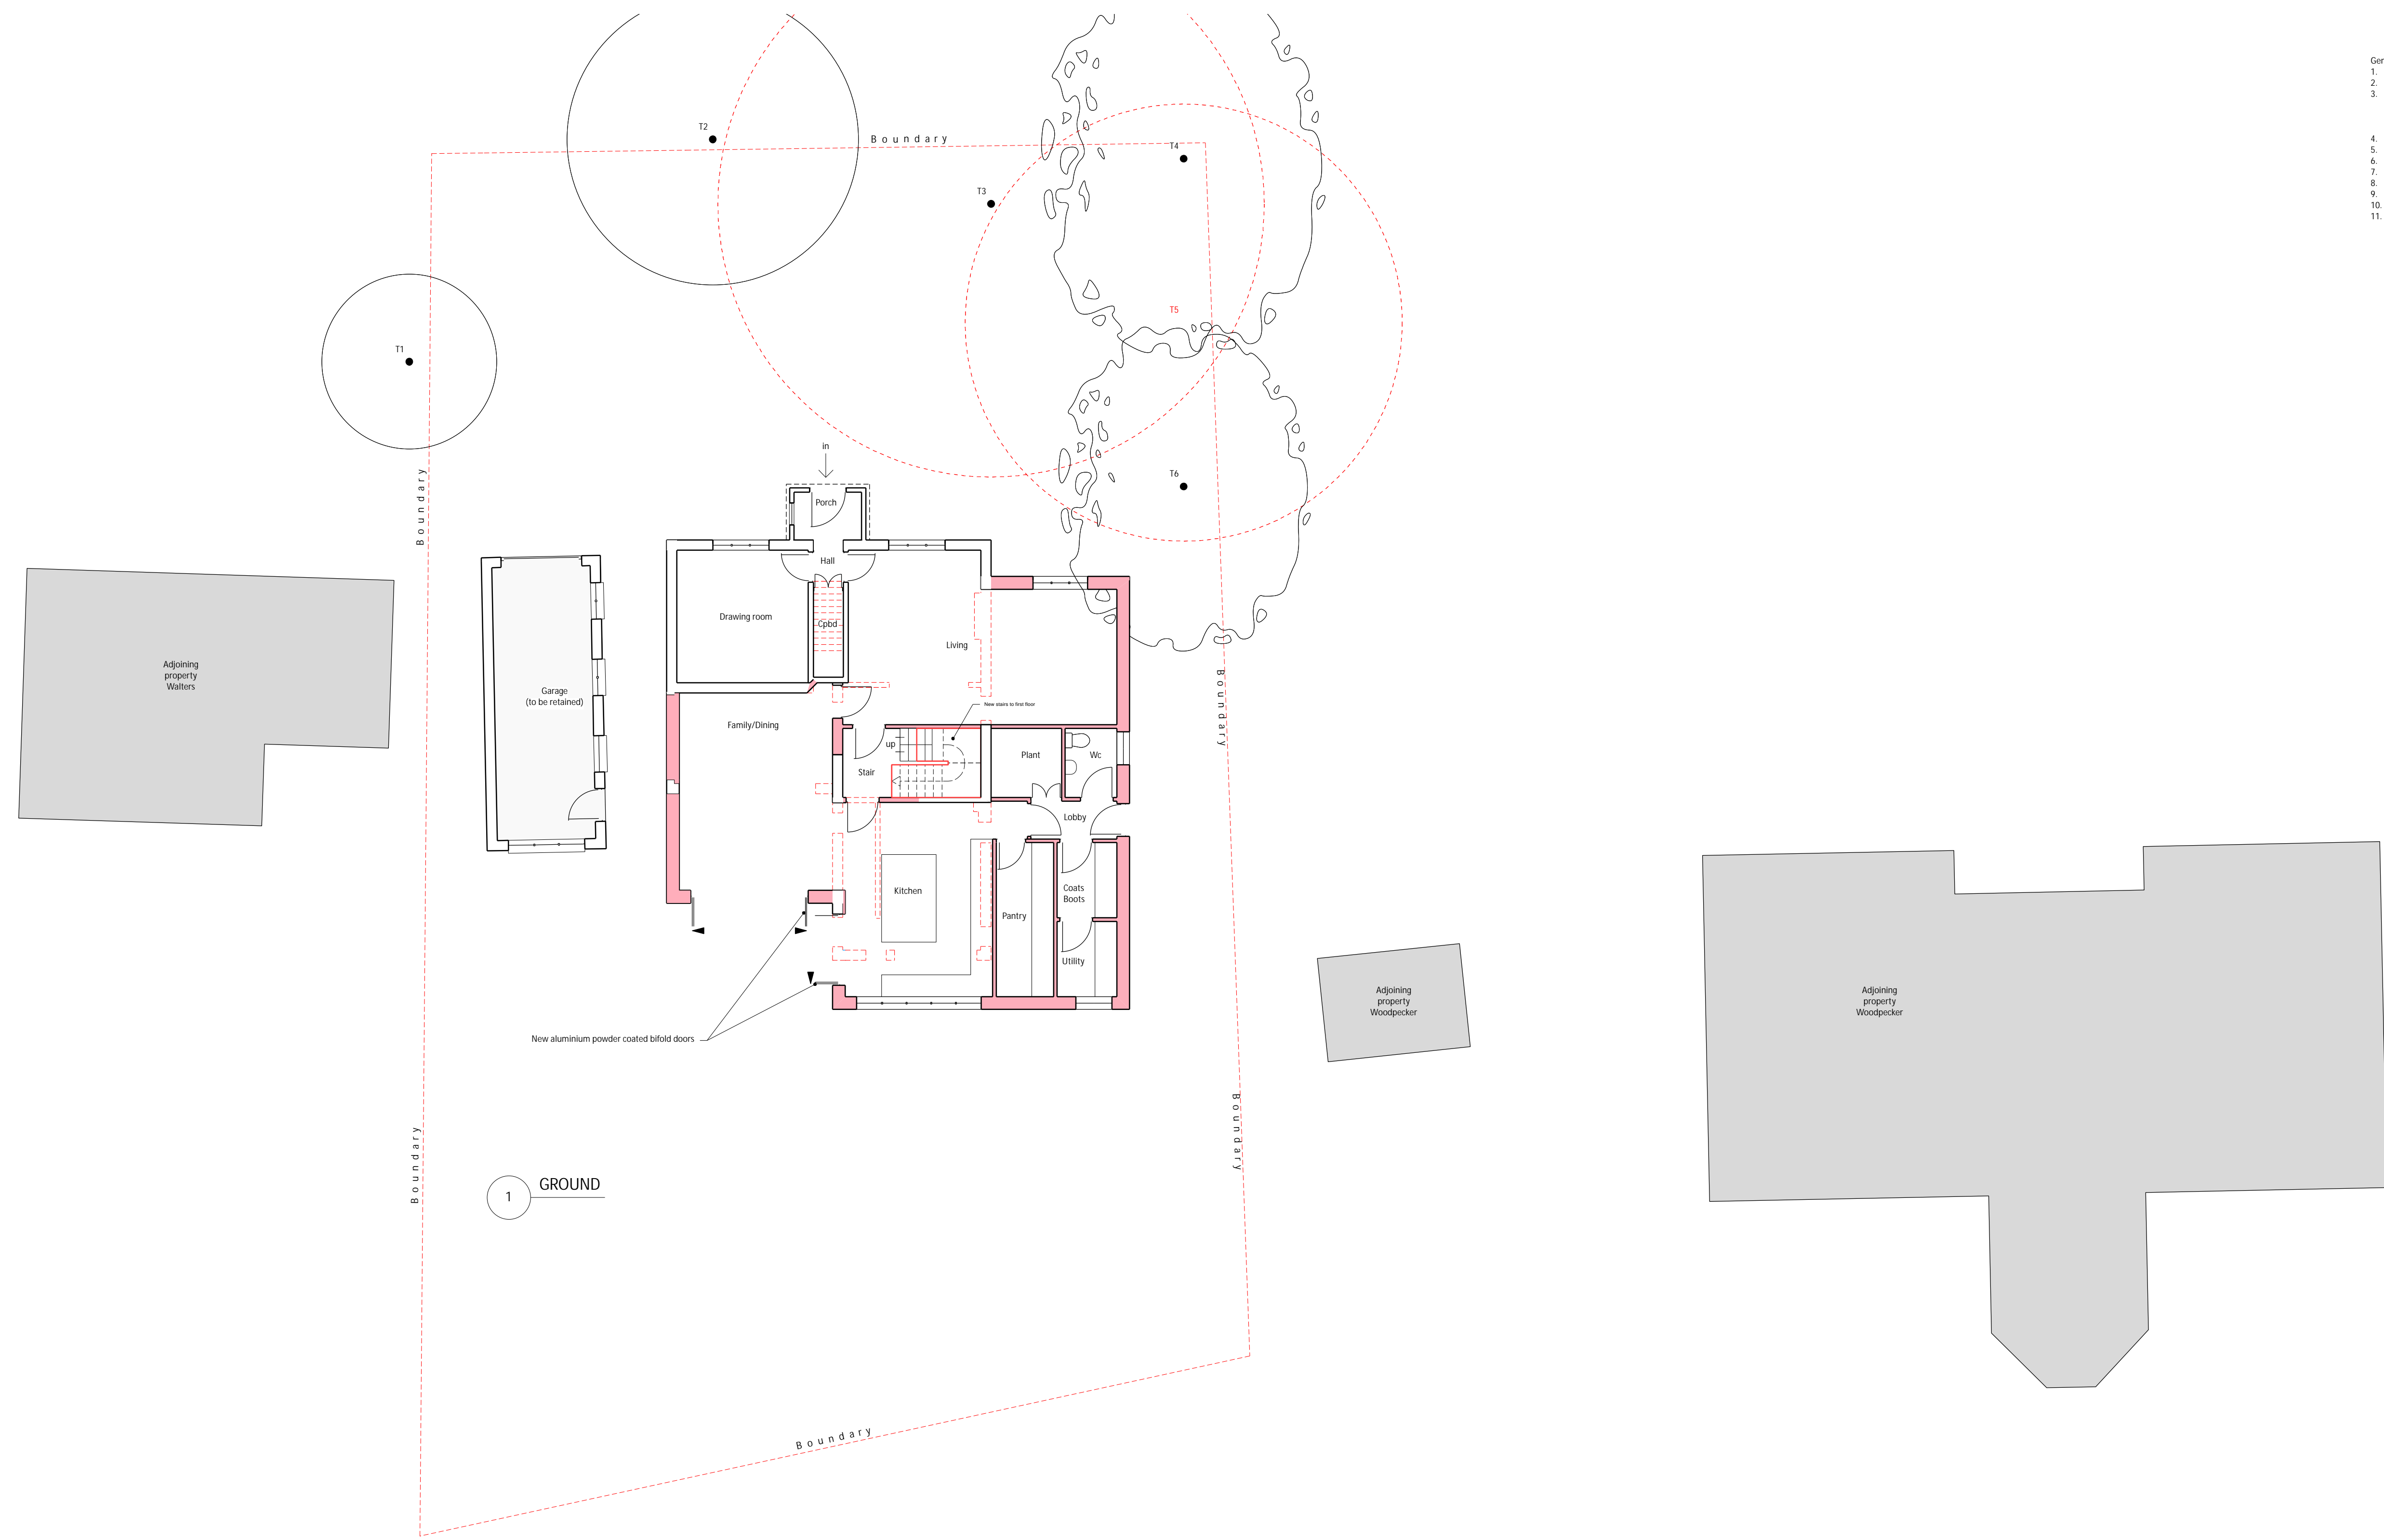 Ger
1.
2.
3.
4.
5.
6.
7.
8.
9.
10.
11.
T2
Boundary
T4
T3
T5
T1
in
T6
Boundary
Porch
Hall
Drawing room
Cpbd
Living
Adjoining
property
Walters
Garage
(to be retained)
New stairs to first floor
Boundary
Family/Dining
up
Stair
Plant
Wc
Lobby
Kitchen
Coats
Boots
Pantry
Utility
Adjoining
property
Woodpecker
Adjoining
property
Woodpecker
New aluminium powder coated bifold doors
Boundary
Boundary
1
GROUND
Boundary